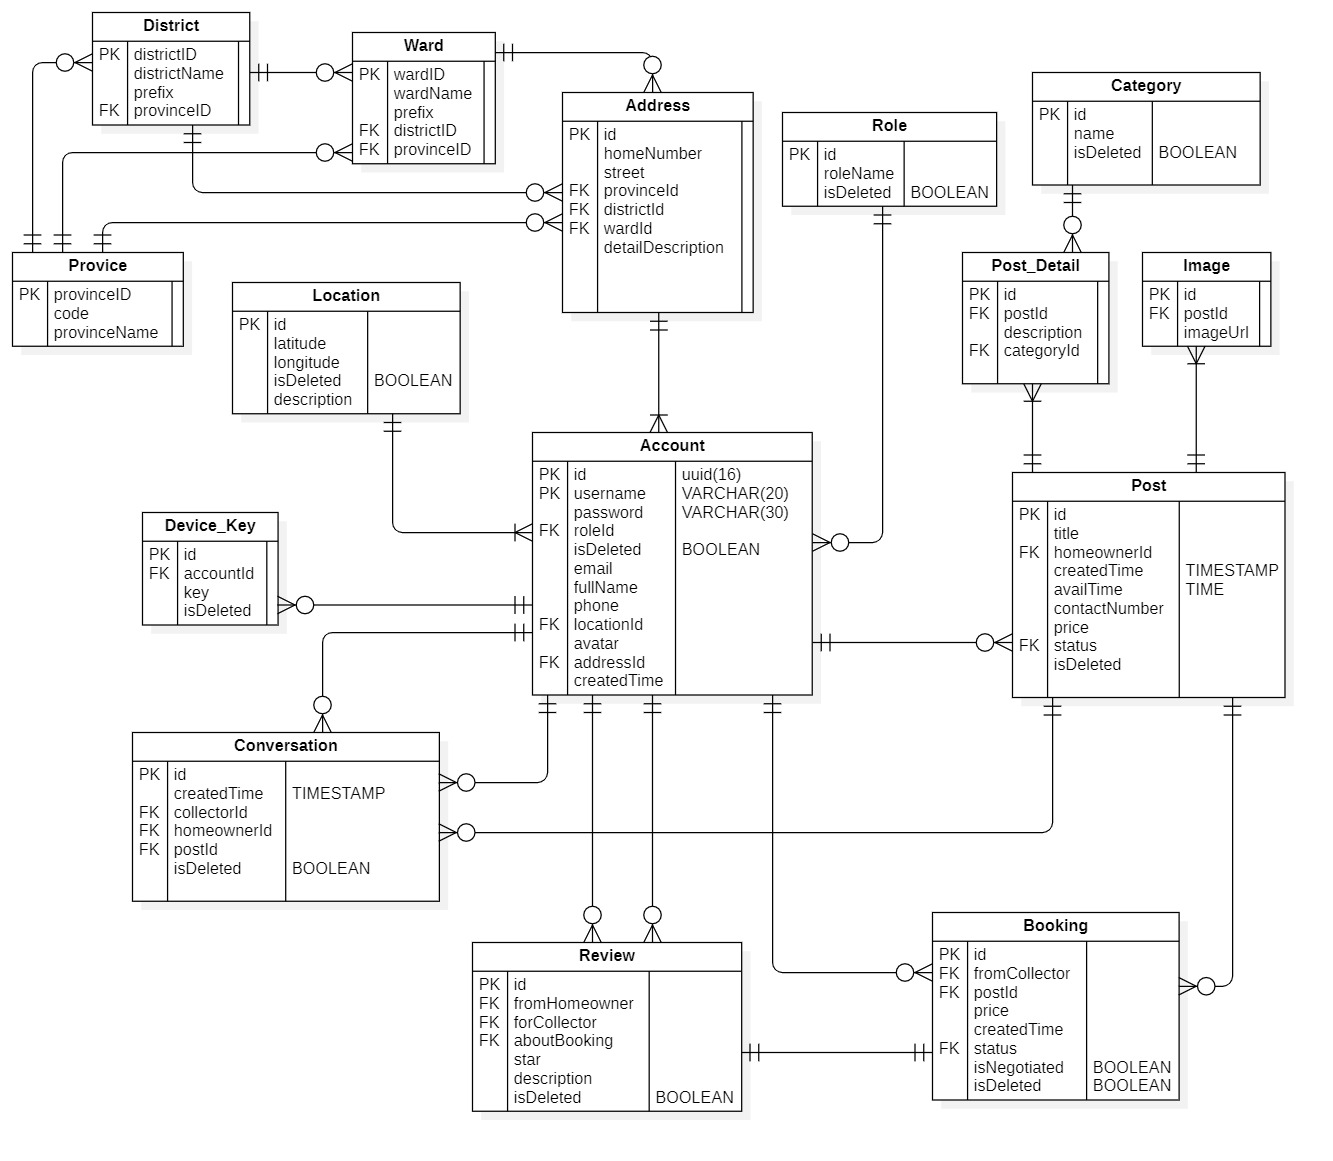 District
PK districtID
districtName
prefix
FK provinceID
Ward
PK wardID
wardName
prefix
FK districtID
FK provinceID
Address
PK id
homeNumber
street
FK provinceId
FK districtId
FK wardId
detailDescription
Role
PK id
roleName
isDeleted BOOLEAN
Category
PK id
name
isDeleted BOOLEAN
Provice
PK provinceID
code
provinceName
Location
PK id
latitude
longitude
isDeleted BOOLEAN
description
Post_Detail
PK id
FK postId
description
FK categoryId
Image
PK id
FK postId
imageUrl
Account
PK id uuid(16)
PK username VARCHAR(20)
password VARCHAR(30)
FK roleId
isDeleted BOOLEAN
email
fullName
phone
FK locationId
avatar
FK addressId
createdTime
Post
PK id
title
FK homeownerId
createdTime TIMESTAMP
availTime TIME
contactNumber
price
FK status
isDeleted
Device_Key
PK id
FK accountId
key
isDeleted
Conversation
PK id
createdTime TIMESTAMP
FK collectorId
FK homeownerId
FK postId
isDeleted BOOLEAN
Review
PK id
FK fromHomeowner
FK forCollector
FK aboutBooking
star
description
isDeleted BOOLEAN
Booking
PK id
FK fromCollector
FK postId
price
createdTime
FK status
isNegotiated BOOLEAN
isDeleted BOOLEAN